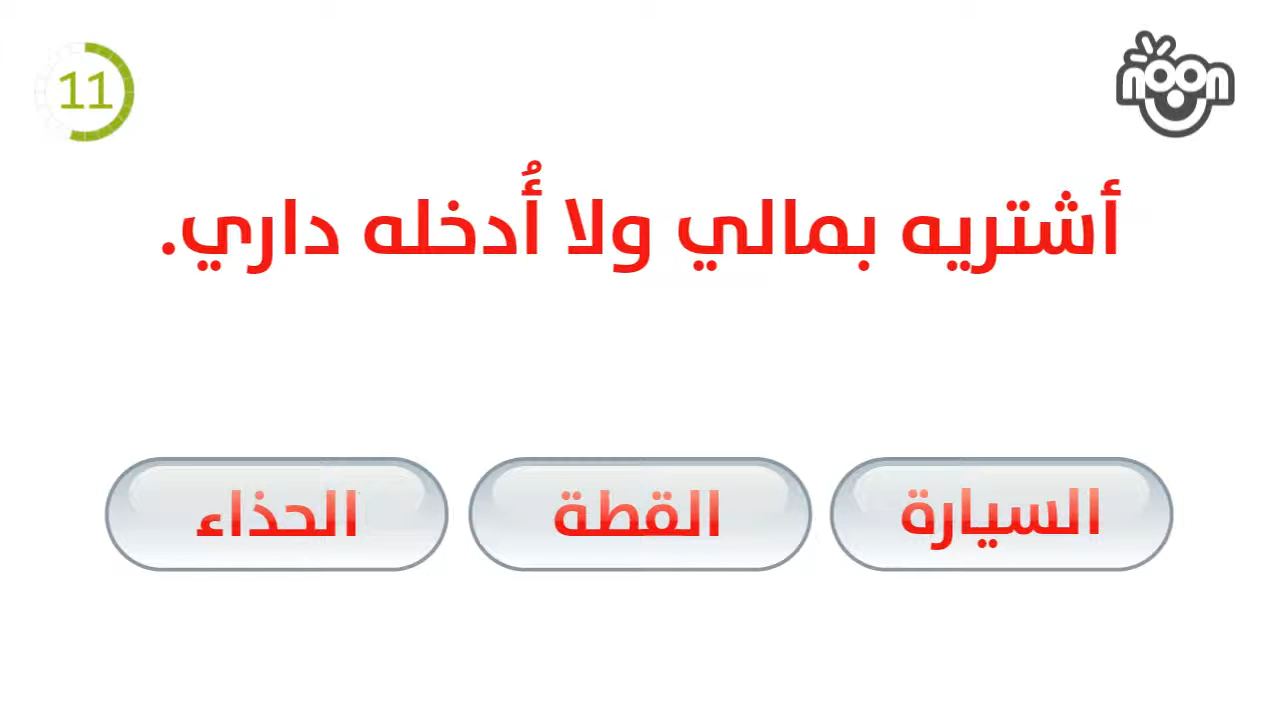 11
noon
أشتريه بمالي ولا أُدخله داري.
السيارة
القطة
الحذاء